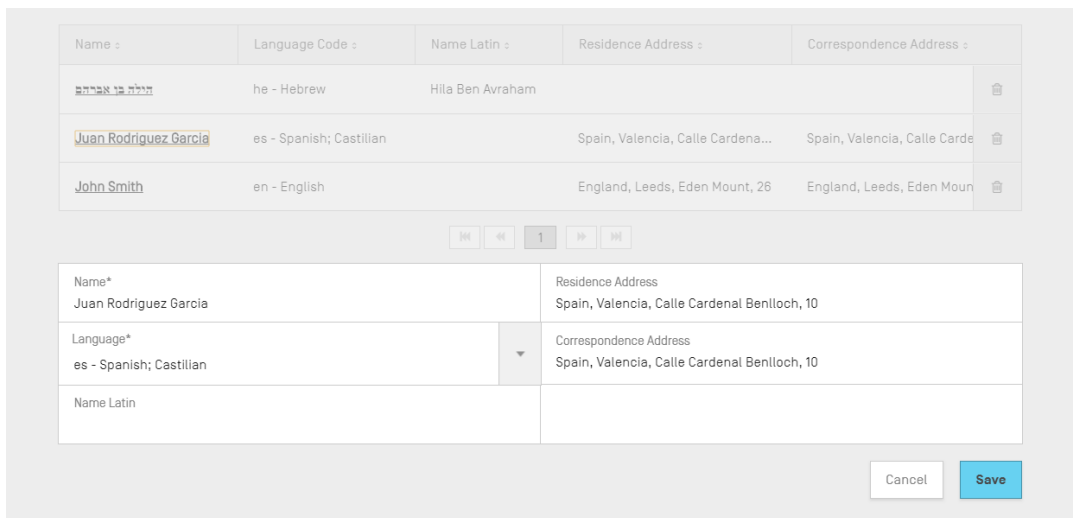 Name Language Code Name Latin Residence Address Correspondence Address
הילה בן אברהם he - Hebrew Hila Ben Avraham
Juan Rodriguez Garcia es - Spanish; Castilian Spain, Valencia, Calle Cardena... Spain, Valencia, Calle Carde
John Smith en - English England, Leeds, Eden Mount, 26 England, Leeds, Eden Moun
1
Name* Residence Address
Juan Rodriguez Garcia Spain, Valencia, Calle Cardenal Benlloch, 10
Language* Correspondence Address
es - Spanish; Castilian Spain, Valencia, Calle Cardenal Benlloch, 10
Name Latin
Cancel Save